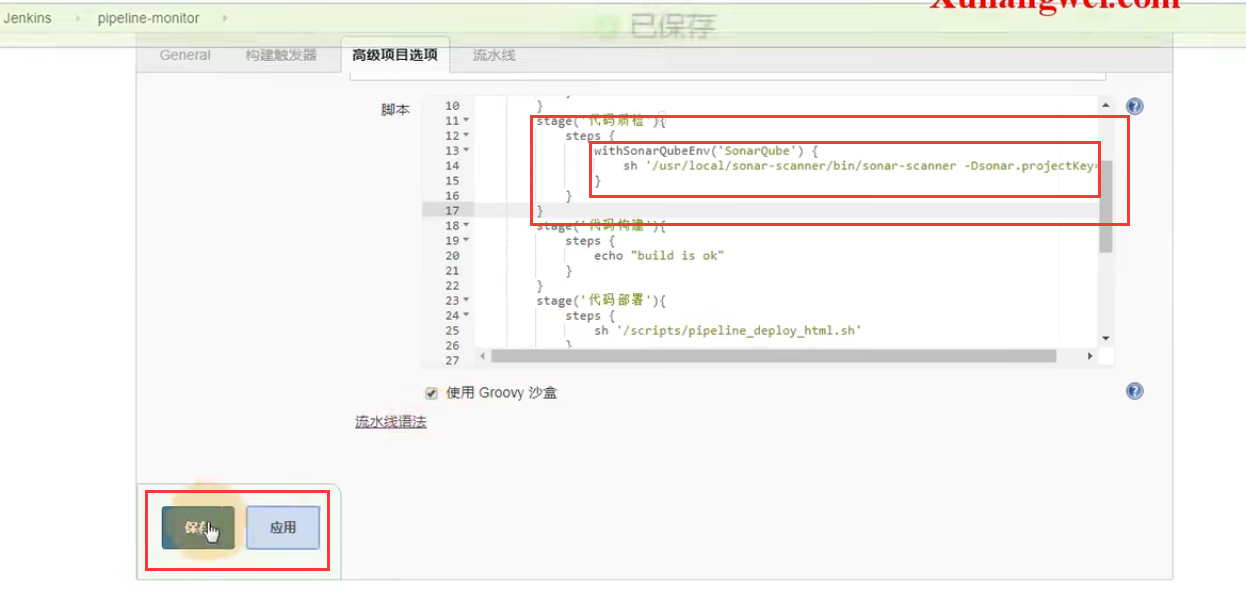 Xuliangwei.com
Jenkins
pipeline-monitor
已保存
General
构建触发器
高级项目选项
流水线
脚本
10 }
11 stage('代码质检'){
12 steps {
13 withSonarQubeEnv('SonarQube') {
14 sh '/usr/local/sonar-scanner/bin/sonar-scanner -Dsonar.projectKey=
15 }
16 }
17 }
18 stage('代码构建'){
19 steps {
20 echo "build is ok"
21 }
22 }
23 stage('代码部署'){
24 steps {
25 sh '/scripts/pipeline_deploy_html.sh'
26 }
27
使用 Groovy 沙盒
流水线语法
保存
应用